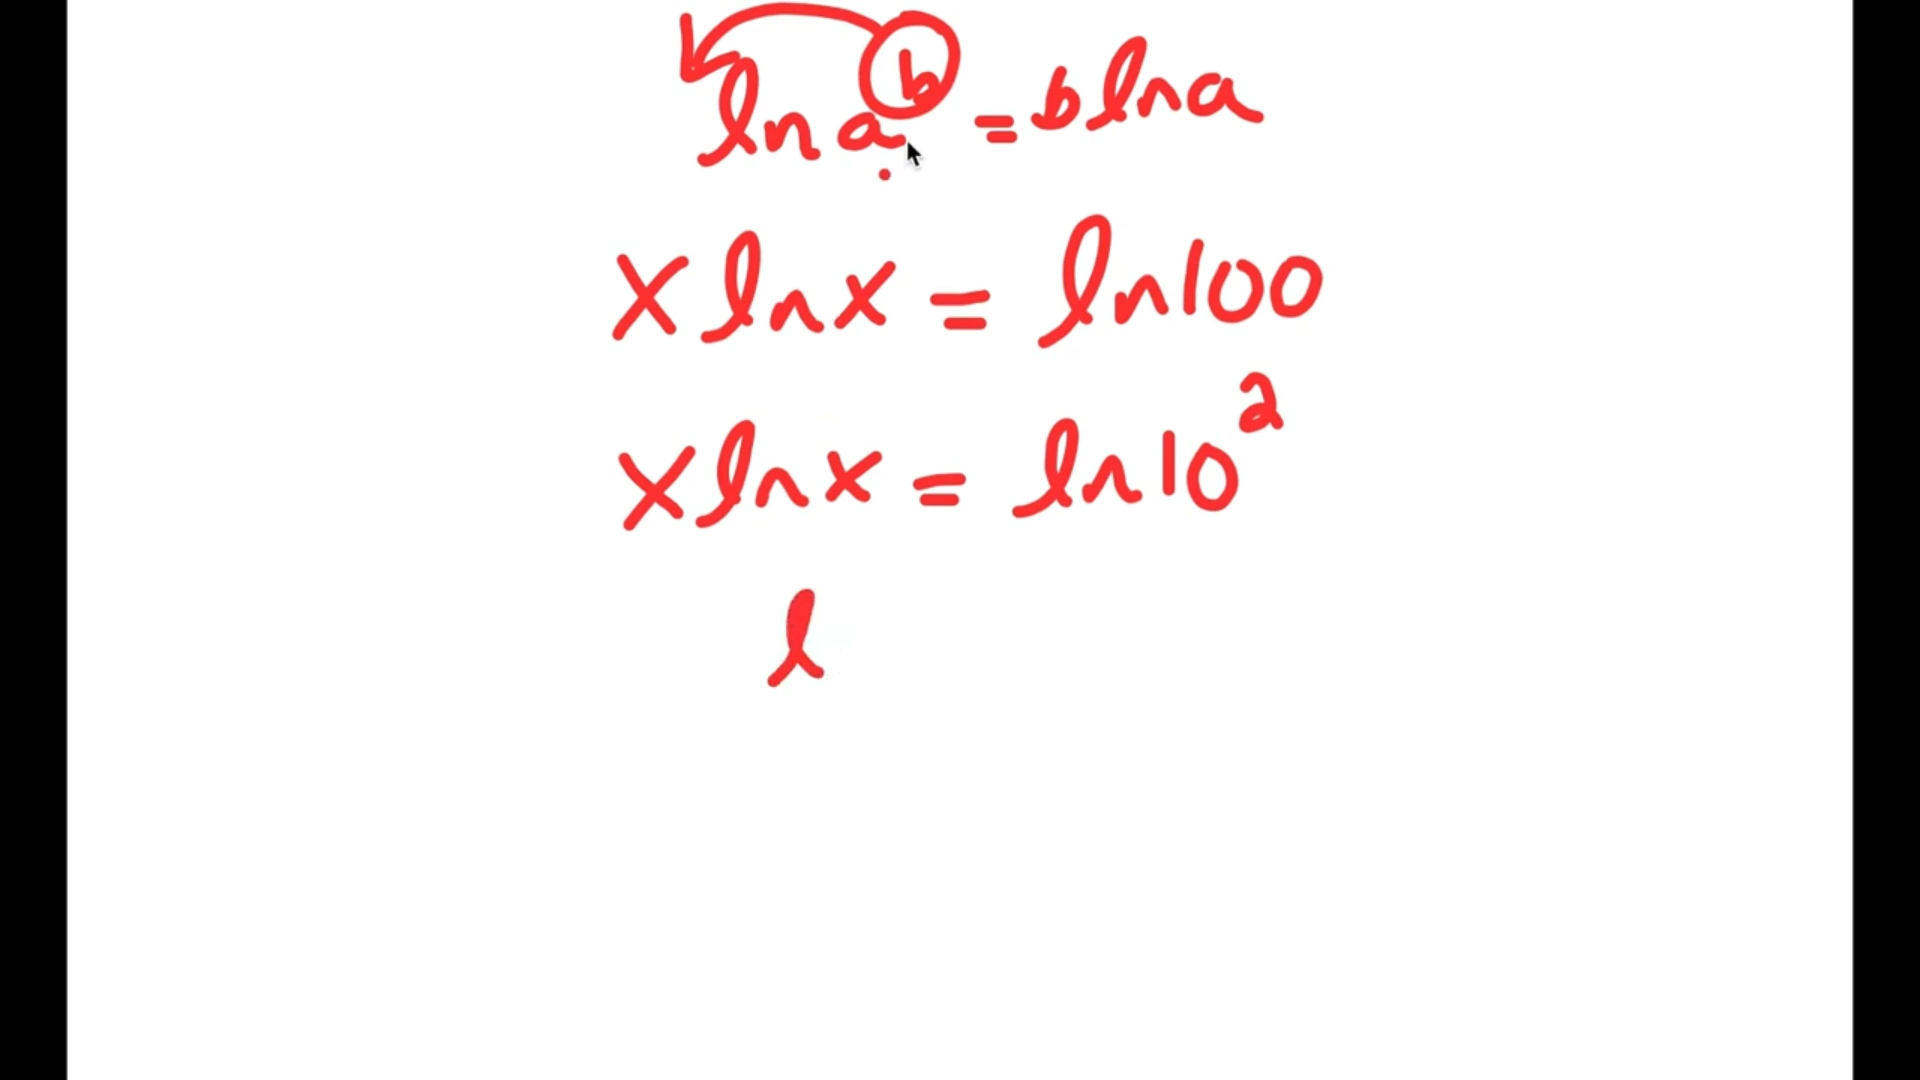 ln a^b = b ln a
x ln x = ln 100
x ln x = ln 10^2
l